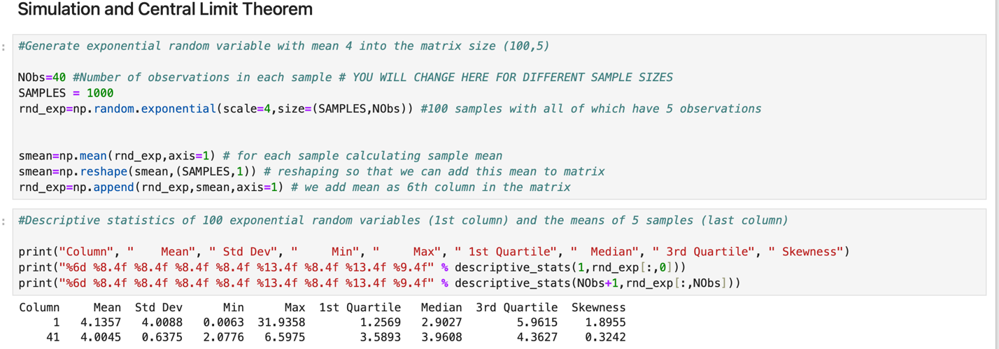 Simulation and Central Limit Theorem
: #Generate exponential random variable with mean 4 into the matrix size (100,5)
NObs=40 #Number of observations in each sample # YOU WILL CHANGE HERE FOR DIFFERENT SAMPLE SIZES
SAMPLES = 1000
rnd_exp=np.random.exponential(scale=4,size=(SAMPLES,NObs)) #100 samples with all of which have 5 observations
smean=np.mean(rnd_exp,axis=1) # for each sample calculating sample mean
smean=np.reshape(smean,(SAMPLES,1)) # reshaping so that we can add this mean to matrix
rnd_exp=np.append(rnd_exp,smean,axis=1) # we add mean as 6th column in the matrix
: #Descriptive statistics of 100 exponential random variables (1st column) and the means of 5 samples (last column)
print("Column", "    Mean", " Std Dev", "     Min", "     Max", " 1st Quartile", "  Median", " 3rd Quartile", " Skewness")
print("%6d %8.4f %8.4f %8.4f %8.4f %13.4f %8.4f %13.4f %9.4f" % descriptive_stats(1,rnd_exp[:,0]))
print("%6d %8.4f %8.4f %8.4f %8.4f %13.4f %8.4f %13.4f %9.4f" % descriptive_stats(NObs+1,rnd_exp[:,NObs]))
Column     Mean  Std Dev      Min      Max  1st Quartile   Median  3rd Quartile  Skewness
     1   4.1357   4.0088   0.0063  31.9358        1.2569   2.9027        5.9615    1.8955
    41   4.0045   0.6375   2.0776   6.5975        3.5893   3.9608        4.3627    0.3242